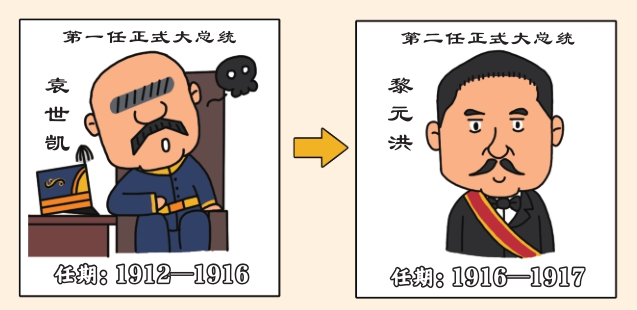 第一任正式大总统
袁世凯
任期：1912—1916
第二任正式大总统
黎元洪
任期：1916—1917